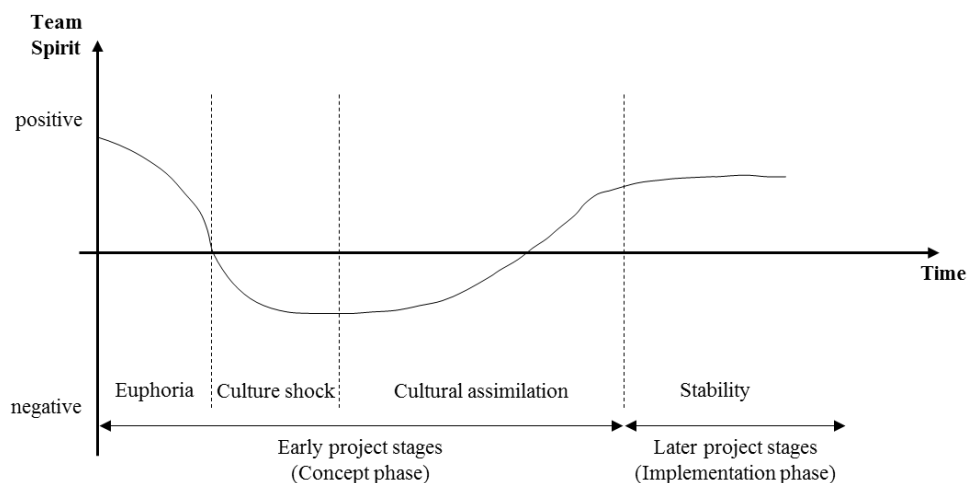 Team
Spirit
positive
Time
Euphoria
Culture shock
Cultural assimilation
Stability
negative
Early project stages
(Concept phase)
Later project stages
(Implementation phase)